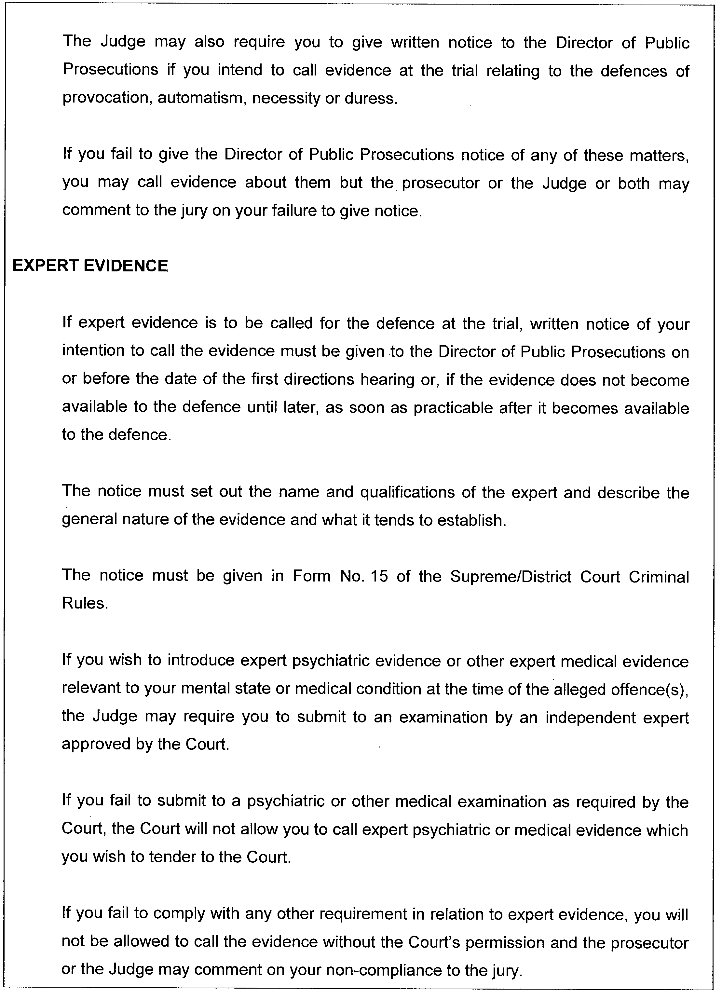 The Judge may also require you to give written notice to the Director of Public
Prosecutions if you intend to call evidence at the trial relating to the defences of
provocation, automatism, necessity or duress.
If you fail to give the Director of Public Prosecutions notice of any of these matters,
you may call evidence about them but the prosecutor or the Judge or both may
comment to the jury on your failure to give notice.
EXPERT EVIDENCE
If expert evidence is to be called for the defence at the trial, written notice of your
intention to call the evidence must be given to the Director of Public Prosecutions on
or before the date of the first directions hearing or, if the evidence does not become
available to the defence until later, as soon as practicable after it becomes available
to the defence.
The notice must set out the name and qualifications of the expert and describe the
general nature of the evidence and what it tends to establish.
The notice must be given in Form No. 15 of the Supreme/District Court Criminal
Rules.
If you wish to introduce expert psychiatric evidence or other expert medical evidence
relevant to your mental state or medical condition at the time of the alleged offence(s),
the Judge may require you to submit to an examination by an independent expert
approved by the Court.
If you fail to submit to a psychiatric or other medical examination as required by the
Court, the Court will not allow you to call expert psychiatric or medical evidence which
you wish to tender to the Court.
If you fail to comply with any other requirement in relation to expert evidence, you will
not be allowed to call the evidence without the Court's permission and the prosecutor
or the Judge may comment on your non-compliance to the jury.